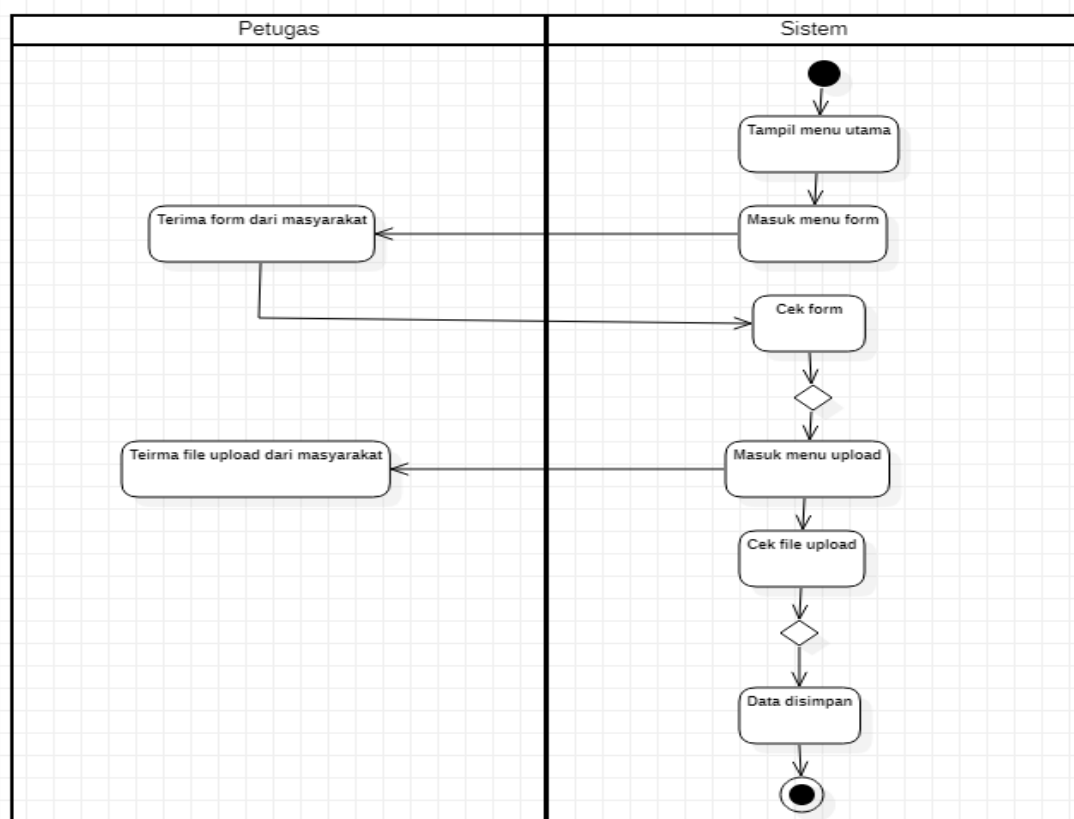 Petugas
Sistem
Tampil menu utama
Terima form dari masyarakat
Masuk menu form
Cek form
Teirma file upload dari masyarakat
Masuk menu upload
Cek file upload
Data disimpan